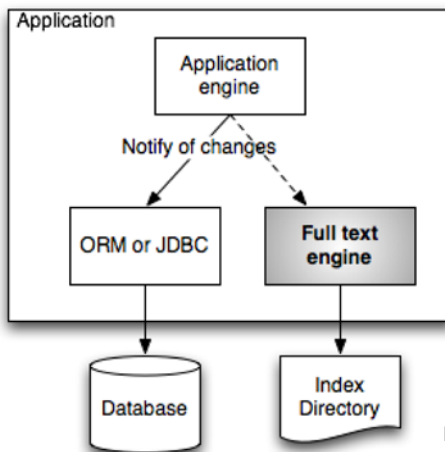 Application
Application
engine
Notify of changes
ORM or JDBC
Full text
engine
Database
Index
Directory